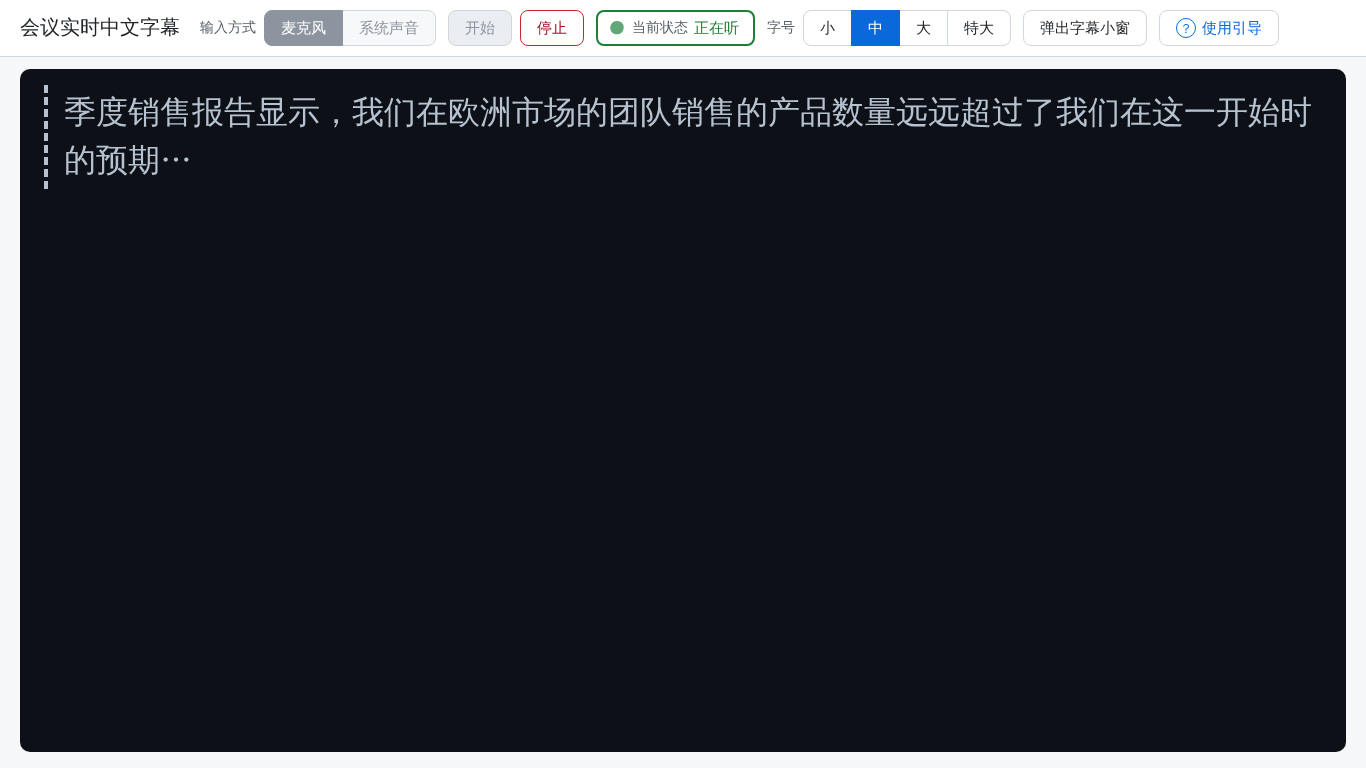 会议实时中文字幕 输入方式 麦克风 系统声音 开始 停止 当前状态 正在听 字号 小 中 大 特大 弹出字幕小窗 ? 使用引导
季度销售报告显示，我们在欧洲市场的团队销售的产品数量远远超过了我们在这一开始时
的预期…